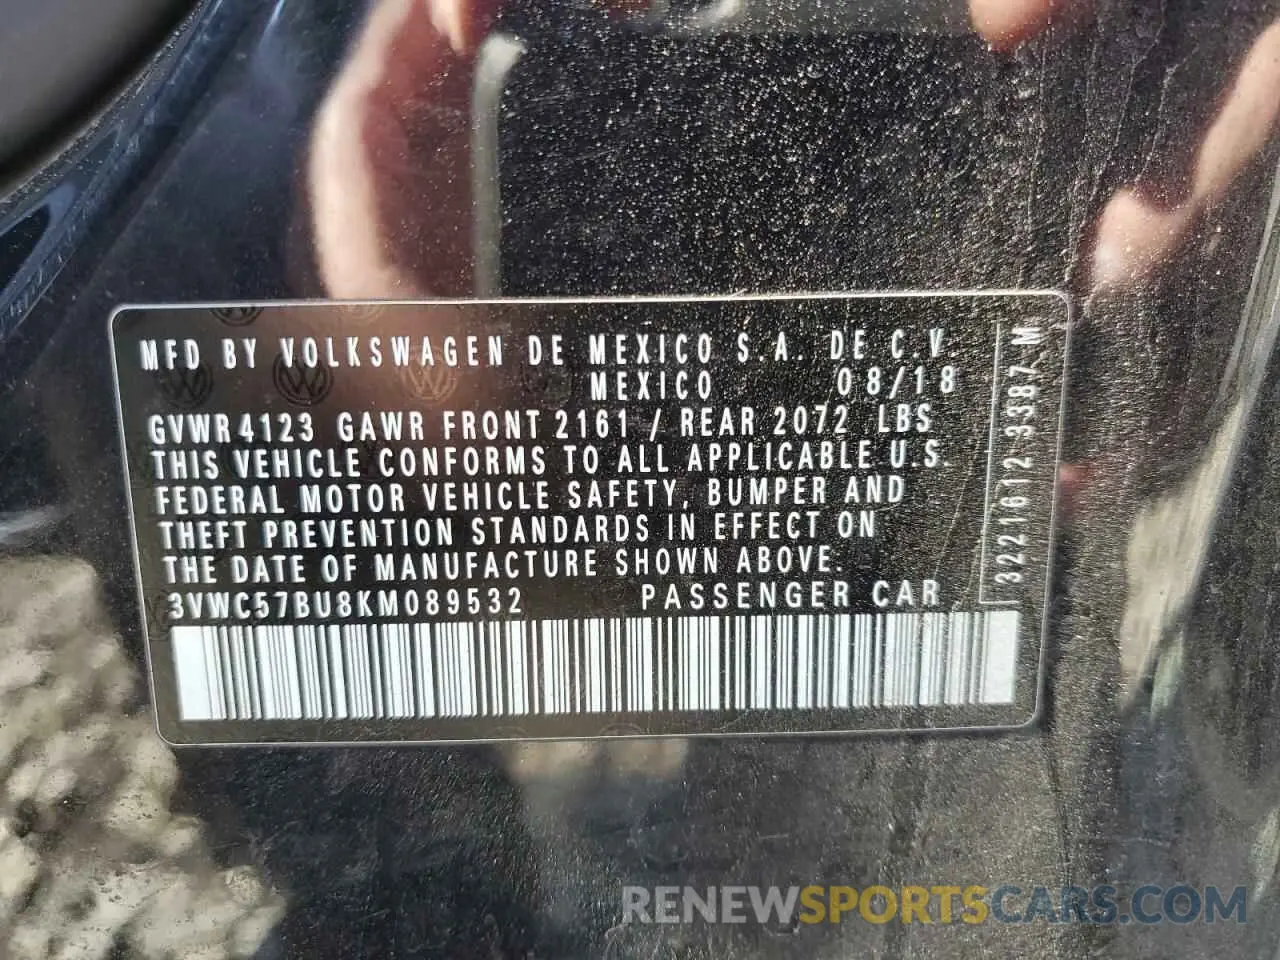 MFD BY VOLKSWAGEN DE MEXICO S.A. DE C.V.
MEXICO 08/18
GVWR 4123 GAWR FRONT 2161 / REAR 2072 LBS
THIS VEHICLE CONFORMS TO ALL APPLICABLE U.S.
FEDERAL MOTOR VEHICLE SAFETY, BUMPER AND
THEFT PREVENTION STANDARDS IN EFFECT ON
THE DATE OF MANUFACTURE SHOWN ABOVE.
3VWC57BU8KM089532 PASSENGER CAR
322 1612 3387 M
RENEWSPORTSCARS.COM